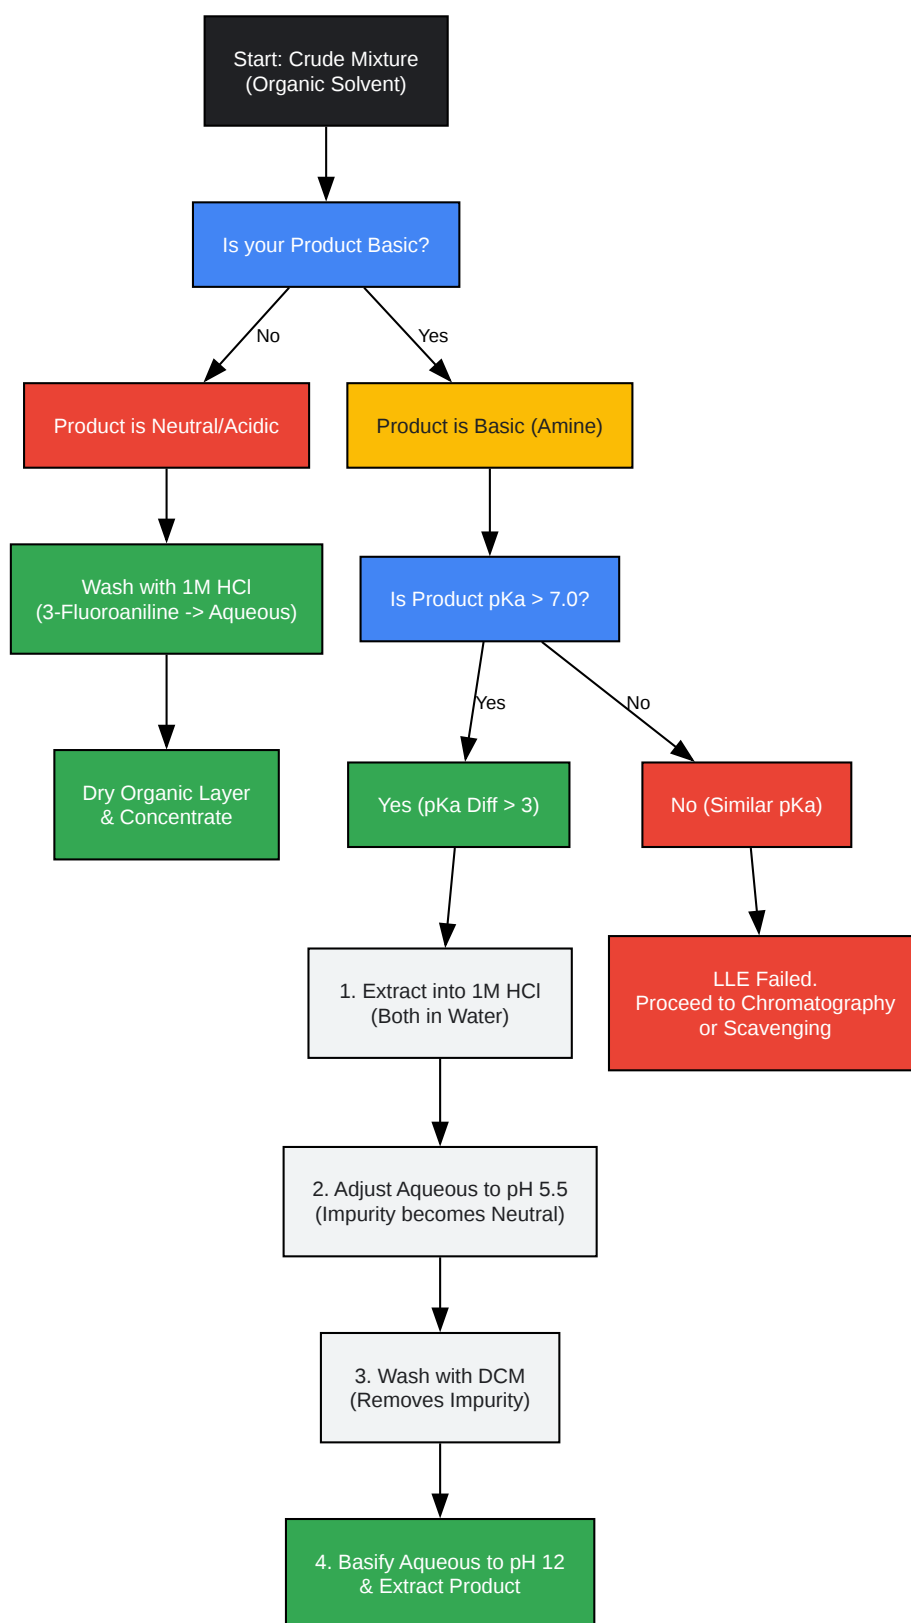 Start: Crude Mixture
(Organic Solvent)
Is your Product Basic?
No
Yes
Product is Neutral/Acidic
Product is Basic (Amine)
Wash with 1M HCl
(3-Fluoroaniline -> Aqueous)
Is Product pKa > 7.0?
Yes
No
Dry Organic Layer
& Concentrate
Yes (pKa Diff > 3)
No (Similar pKa)
1. Extract into 1M HCl
(Both in Water)
LLE Failed.
Proceed to Chromatography
or Scavenging
2. Adjust Aqueous to pH 5.5
(Impurity becomes Neutral)
3. Wash with DCM
(Removes Impurity)
4. Basify Aqueous to pH 12
& Extract Product